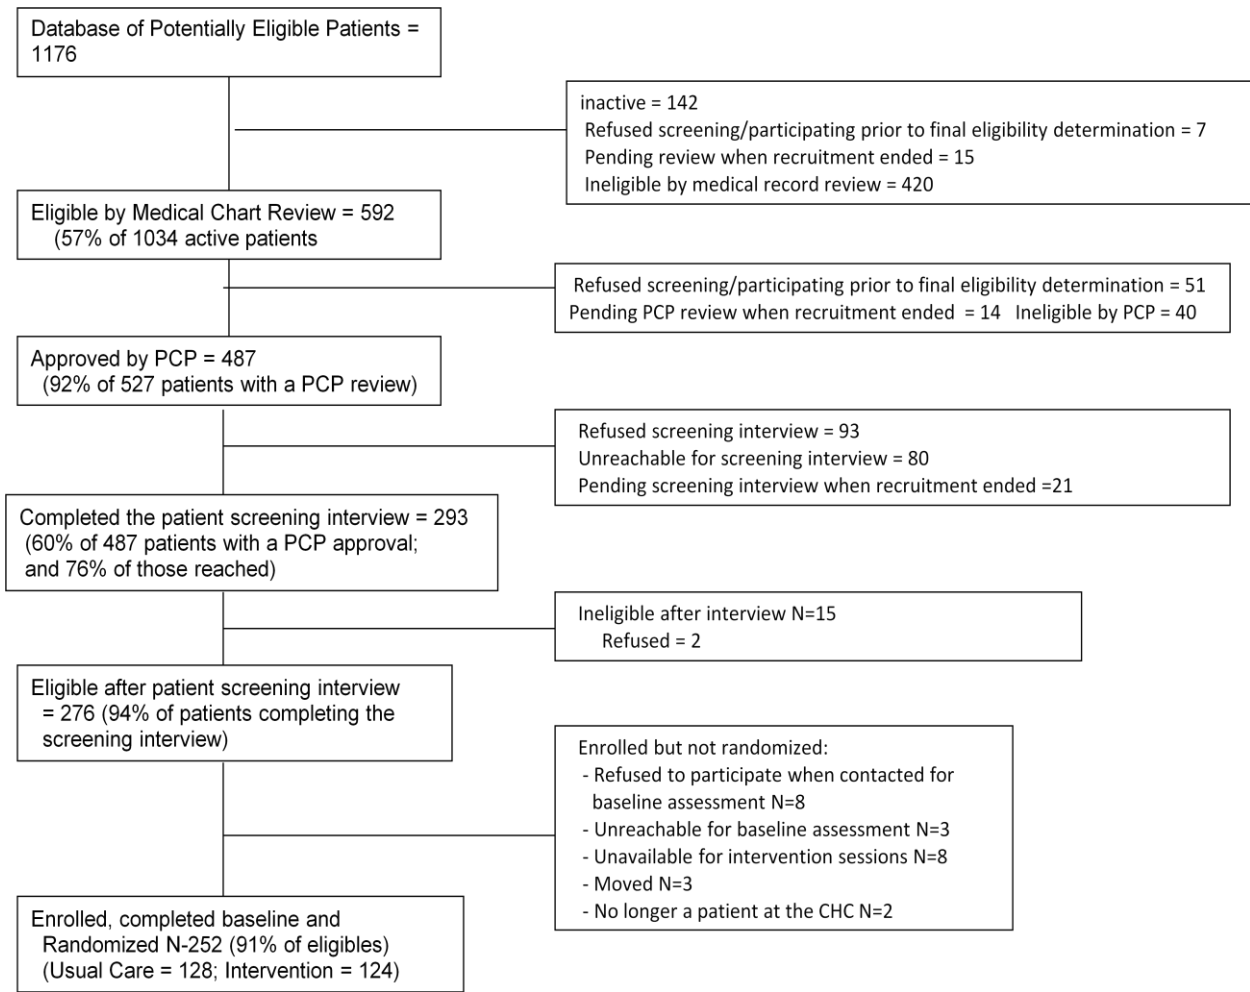 Database of Potentially Eligible Patients =
1176
inactive = 142
Refused screening/participating prior to final eligibility determination = 7
Pending review when recruitment ended = 15
Ineligible by medical record review = 420
Eligible by Medical Chart Review = 592
(57% of 1034 active patients
Refused screening/participating prior to final eligibility determination = 51
Pending PCP review when recruitment ended = 14 Ineligible by PCP = 40
Approved by PCP = 487
(92% of 527 patients with a PCP review)
Refused screening interview = 93
Unreachable for screening interview = 80
Pending screening interview when recruitment ended =21
Completed the patient screening interview = 293
(60% of 487 patients with a PCP approval;
and 76% of those reached)
Ineligible after interview N=15
Refused = 2
Eligible after patient screening interview
= 276 (94% of patients completing the
screening interview)
Enrolled but not randomized:
- Refused to participate when contacted for
baseline assessment N=8
- Unreachable for baseline assessment N=3
- Unavailable for intervention sessions N=8
- Moved N=3
- No longer a patient at the CHC N=2
Enrolled, completed baseline and
Randomized N-252 (91% of eligibles)
(Usual Care = 128; Intervention = 124)